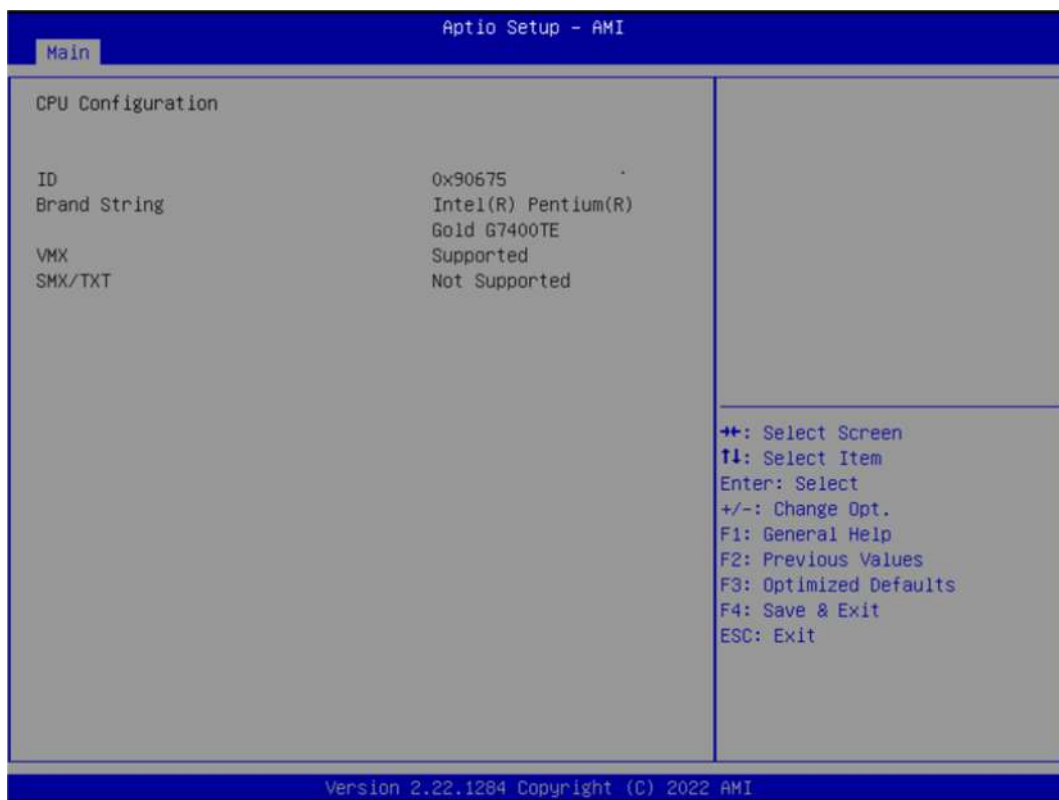 Aptio Setup – AMI
Main
CPU Configuration
ID 0x90675
Brand String Intel(R) Pentium(R)
Gold G7400TE
VMX Supported
SMX/TXT Not Supported
→←: Select Screen
↑↓: Select Item
Enter: Select
+/-: Change Opt.
F1: General Help
F2: Previous Values
F3: Optimized Defaults
F4: Save & Exit
ESC: Exit
Version 2.22.1284 Copyright (C) 2022 AMI